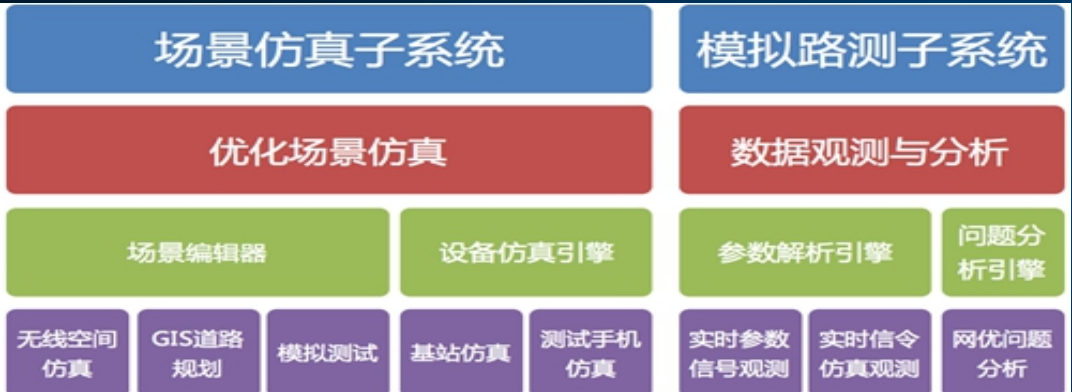 场景仿真子系统
模拟路测子系统
优化场景仿真
数据观测与分析
场景编辑器
设备仿真引擎
参数解析引擎
问题分
析引擎
无线空间
仿真
GIS道路
规划
模拟测试
基站仿真
测试手机
仿真
实时参数
信号观测
实时信令
仿真观测
网优问题
分析